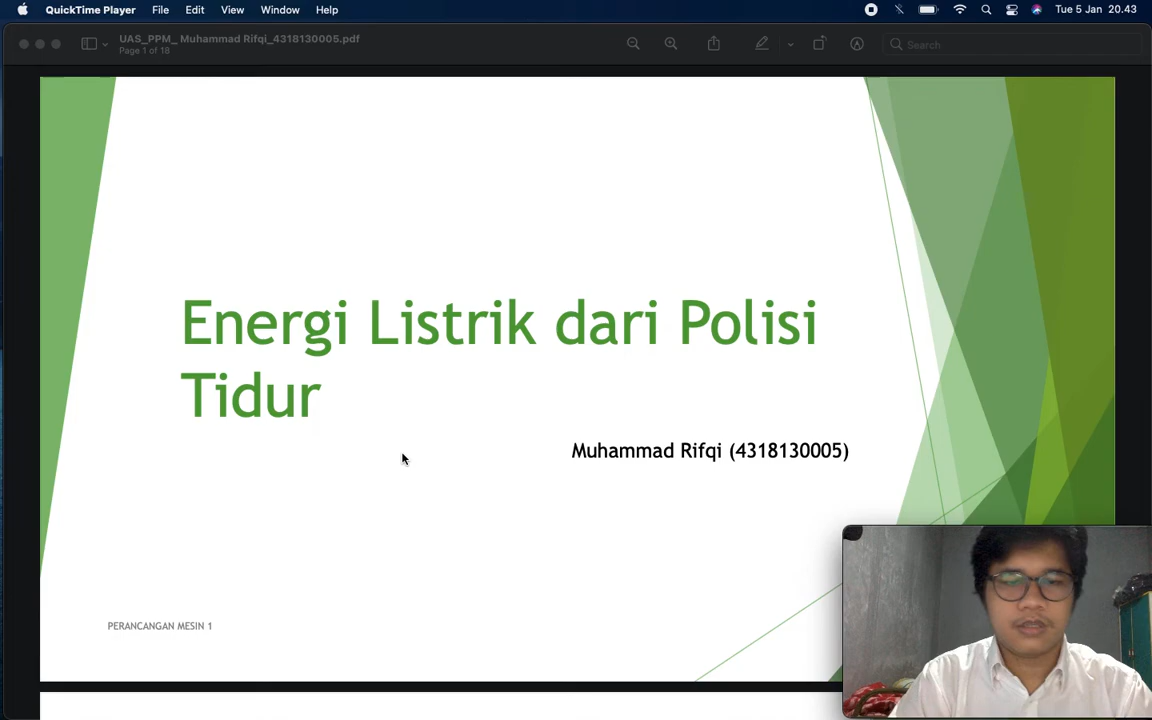 QuickTime Player File Edit View Window Help Tue 5 Jan 20.43
UAS_PPM_ Muhammad Rifqi_4318130005.pdf
Page 1 of 18
Search
Energi Listrik dari Polisi
Tidur
Muhammad Rifqi (4318130005)
PERANCANGAN MESIN 1